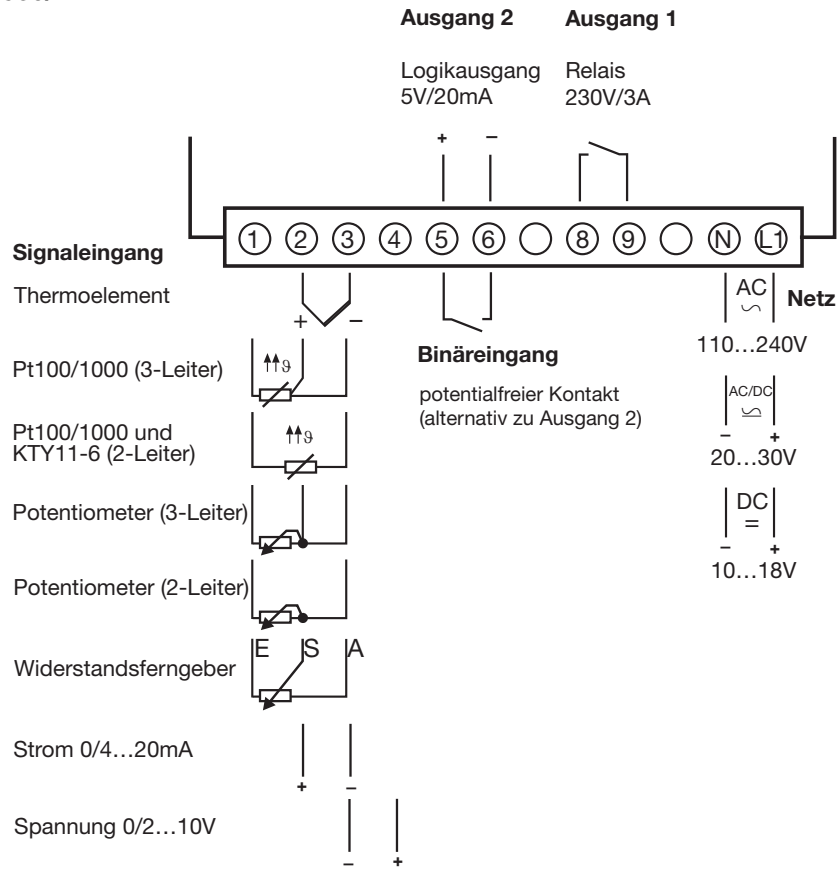 Ausgang 2 Ausgang 1
Logikausgang Relais
5V/20mA 230V/3A
+ –
1 2 3 4 5 6 8 9 N L1
Signaleingang
Thermoelement
+ –
AC
Netz
110...240V
Pt100/1000 (3-Leiter)
ϑ
Binäreingang
potentialfreier Kontakt
(alternativ zu Ausgang 2)
AC/DC
– +
20...30V
Pt100/1000 und
KTY11-6 (2-Leiter)
ϑ
Potentiometer (3-Leiter)
DC
=
– +
10...18V
Potentiometer (2-Leiter)
Widerstandsferngeber
E S A
Strom 0/4...20mA
+ –
Spannung 0/2...10V
– +